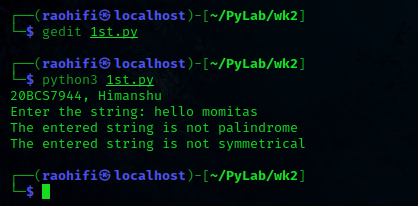 ┌──(raohifi㉿localhost)-[~/PyLab/wk2]
└─$ gedit 1st.py
┌──(raohifi㉿localhost)-[~/PyLab/wk2]
└─$ python3 1st.py
20BCS7944, Himanshu
Enter the string: hello momitas
The entered string is not palindrome
The entered string is not symmetrical
┌──(raohifi㉿localhost)-[~/PyLab/wk2]
└─$